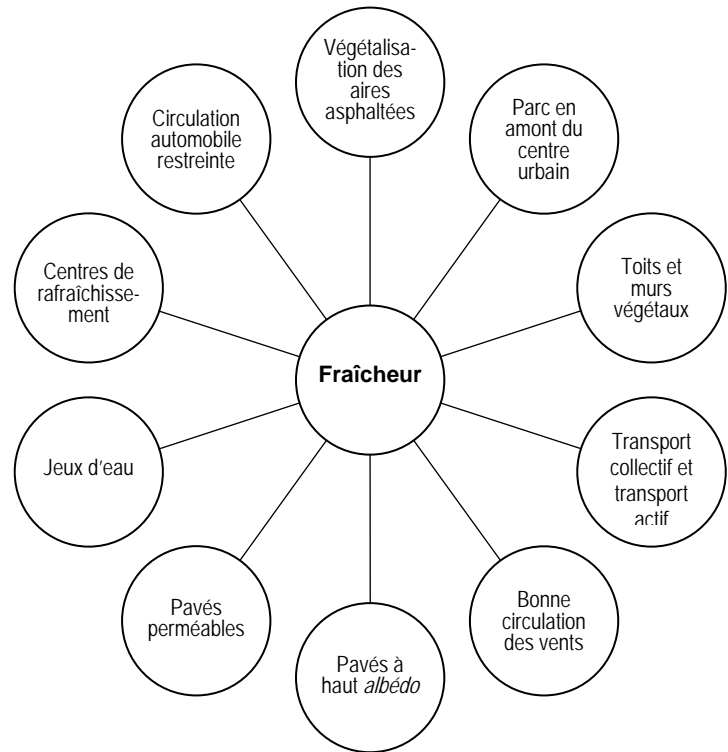 Végétalisa-
tion des
aires
asphaltées
Parc en
amont du
centre
urbain
Toits et
murs
végétaux
Transport
collectif et
transport
actif
Bonne
circulation
des vents
Pavés à
haut albédo
Pavés
perméables
Jeux d'eau
Centres de
rafraîchisse-
ment
Circulation
automobile
restreinte
Fraîcheur